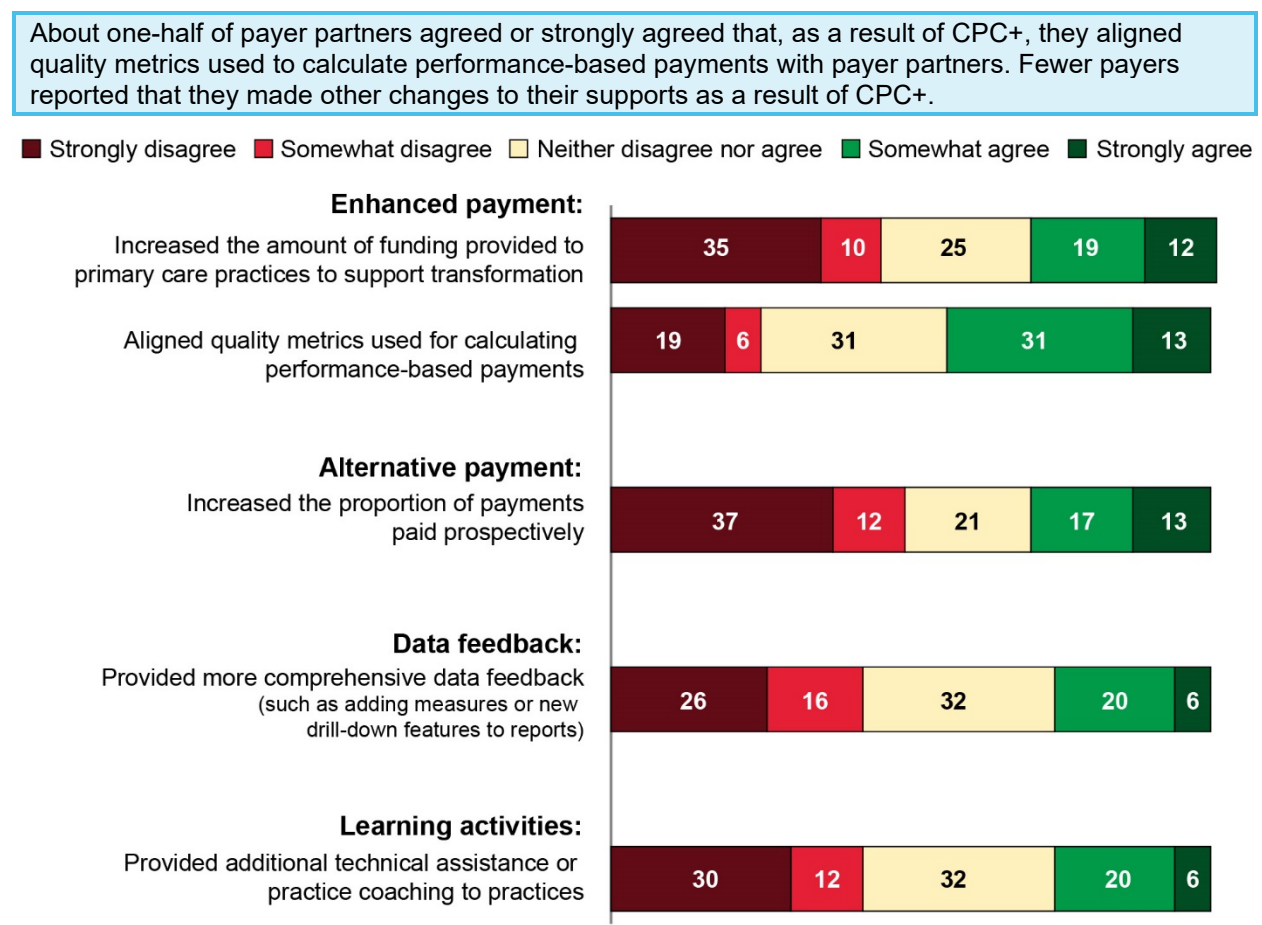 About one-half of payer partners agreed or strongly agreed that, as a result of CPC+, they aligned
quality metrics used to calculate performance-based payments with payer partners. Fewer payers
reported that they made other changes to their supports as a result of CPC+.
Strongly disagree Somewhat disagree Neither disagree nor agree Somewhat agree Strongly agree
Enhanced payment:
Increased the amount of funding provided to
primary care practices to support transformation
35 10 25 19 12
Aligned quality metrics used for calculating
performance-based payments
19 6 31 31 13
Alternative payment:
Increased the proportion of payments
paid prospectively
37 12 21 17 13
Data feedback:
Provided more comprehensive data feedback
(such as adding measures or new
drill-down features to reports)
26 16 32 20 6
Learning activities:
Provided additional technical assistance or
practice coaching to practices
30 12 32 20 6